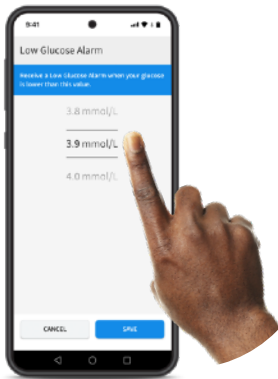 9:41
Low Glucose Alarm
Receive a Low Glucose Alarm when your glucose
is lower than this value.
3.8 mmol/L
3.9 mmol/L
4.0 mmol/L
CANCEL
SAVE